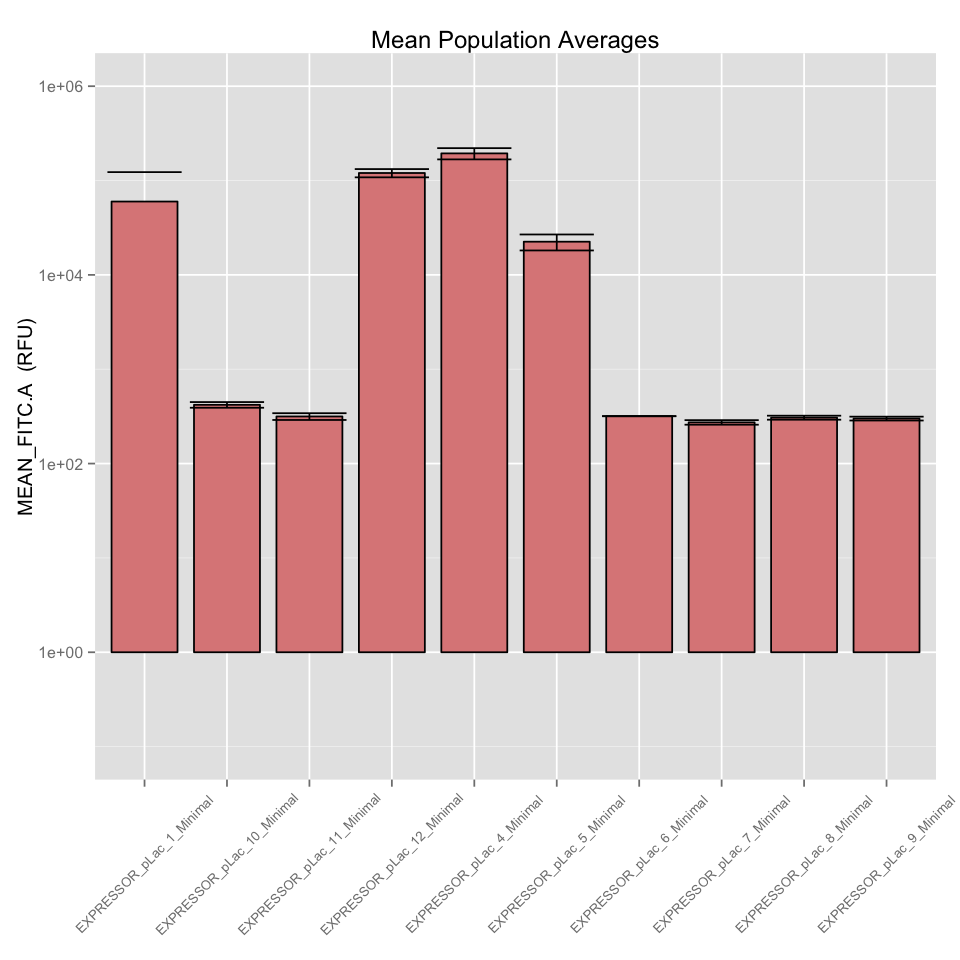 Mean Population Averages
MEAN_FITC.A (RFU)
1e+06
1e+04
1e+02
1e+00
EXPRESSOR_pLac_1_Minimal
EXPRESSOR_pLac_10_Minimal
EXPRESSOR_pLac_11_Minimal
EXPRESSOR_pLac_12_Minimal
EXPRESSOR_pLac_4_Minimal
EXPRESSOR_pLac_5_Minimal
EXPRESSOR_pLac_6_Minimal
EXPRESSOR_pLac_7_Minimal
EXPRESSOR_pLac_8_Minimal
EXPRESSOR_pLac_9_Minimal